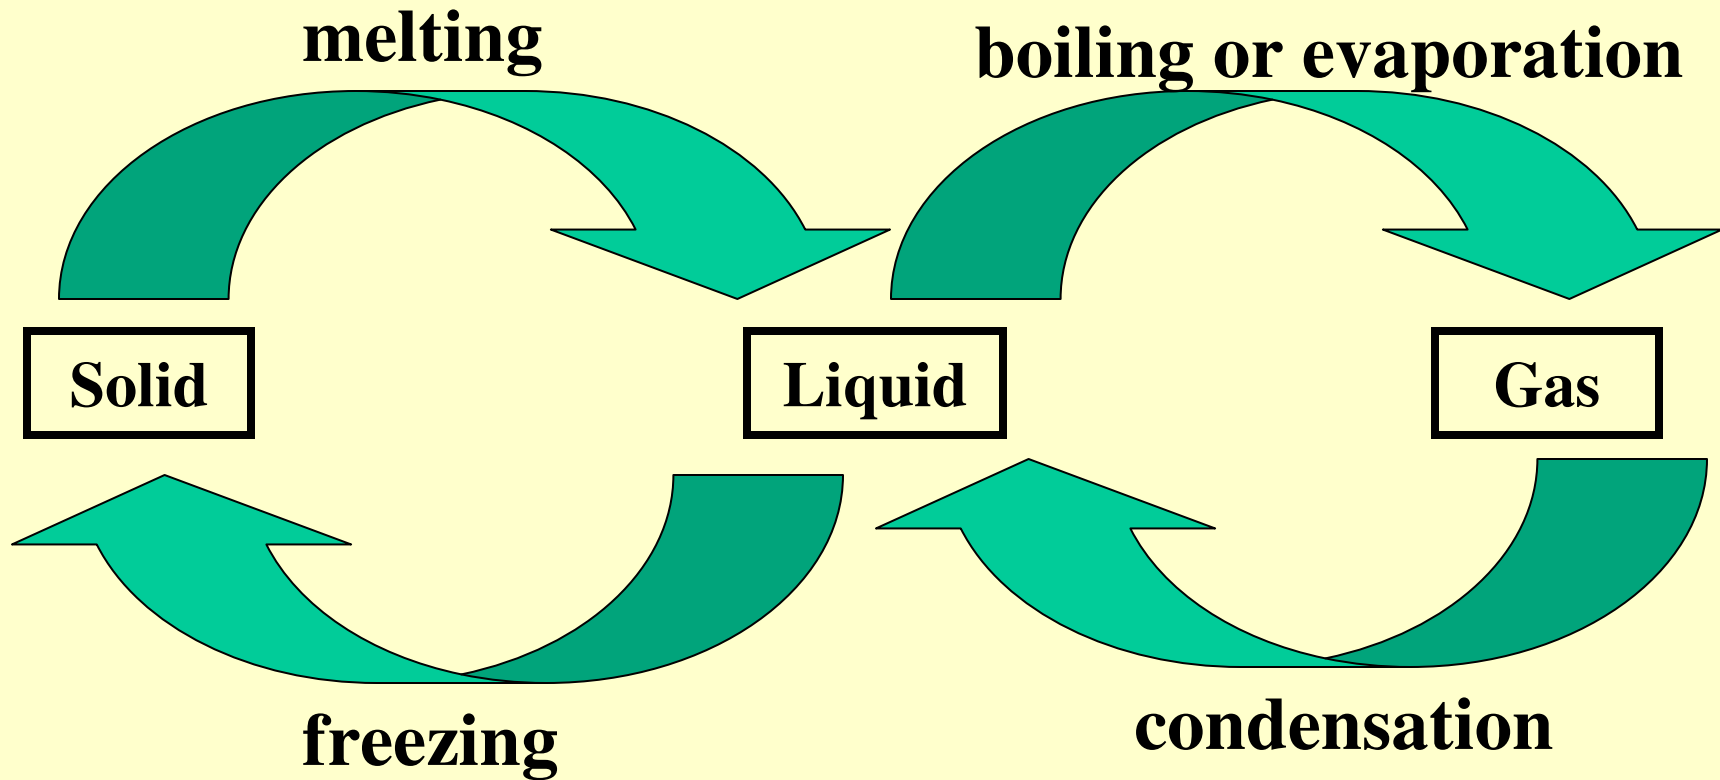 melting
boiling or evaporation
Solid
Liquid
Gas
freezing
condensation